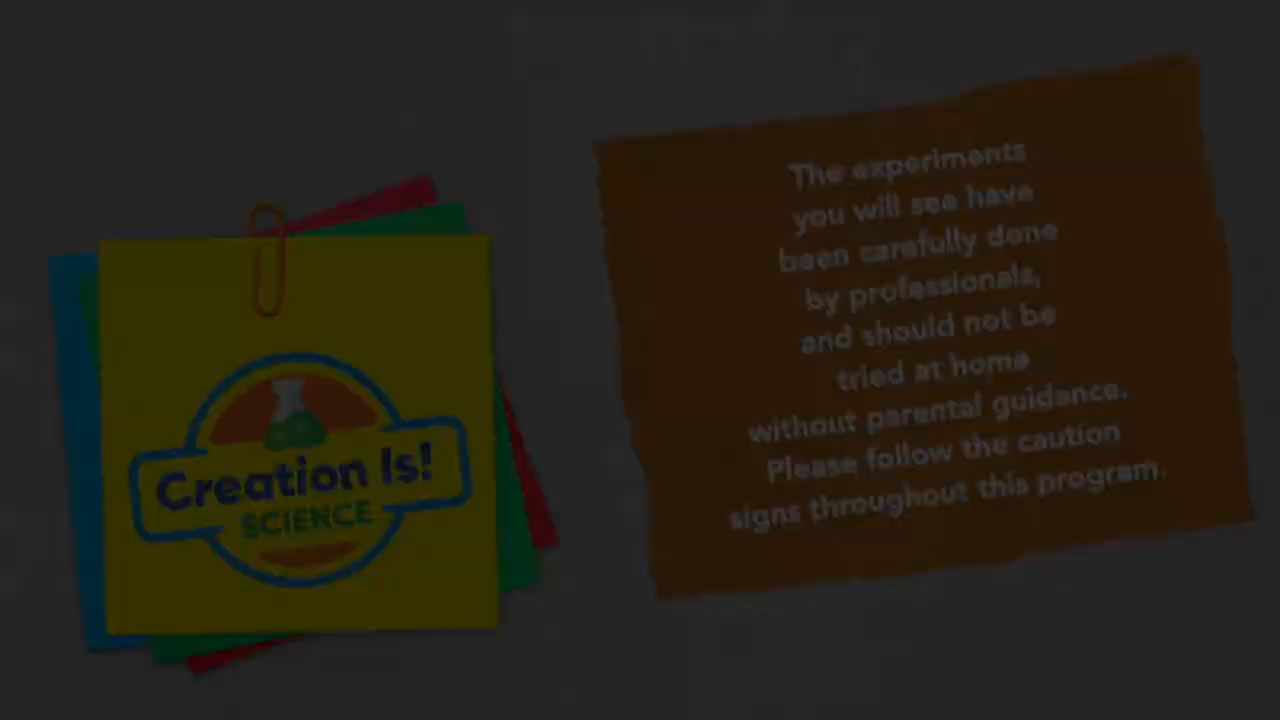 Creation Is!
SCIENCE
The experiments
you will see have
been carefully done
by professionals,
and should not be
tried at home
without parental guidance.
Please follow the caution
signs throughout this program.